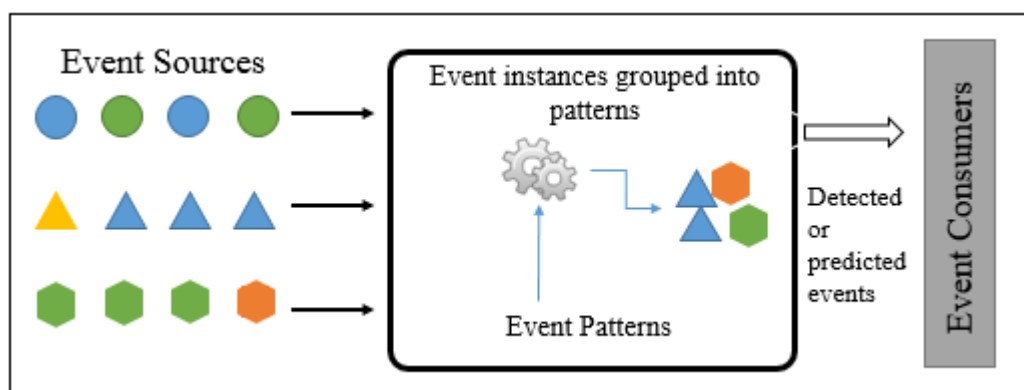 Event Sources
Event instances grouped into
patterns
Event Patterns
Detected
or
predicted
events
Event Consumers